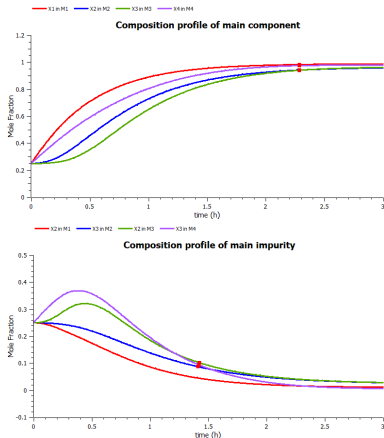 X1 in M1 X2 in M2 X3 in M3 X4 in M4
Composition profile of main component
1.2
1
0.8
0.6
0.4
0.2
0
Mole Fraction
0 0.5 1 1.5 2 2.5 3
time (h)
X2 in M1 X3 in M2 X2 in M3 X3 in M4
Composition profile of main impurity
0.5
0.4
0.3
0.2
0.1
0
-0.1
Mole Fraction
0 0.5 1 1.5 2 2.5 3
time (h)